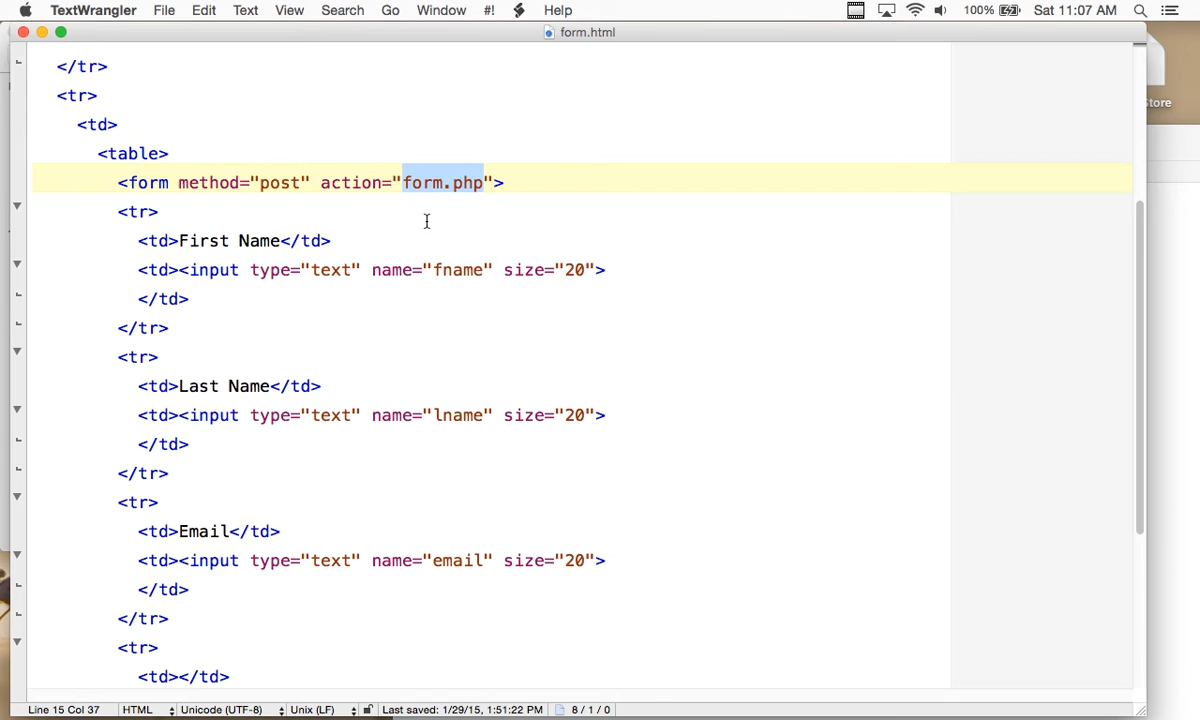 TextWrangler File Edit Text View Search Go Window #! Help 100% Sat 11:07 AM
form.html
</tr>
<tr>
<td>
<table>
<form method="post" action="form.php">
<tr>
<td>First Name</td>
<td><input type="text" name="fname" size="20">
</td>
</tr>
<tr>
<td>Last Name</td>
<td><input type="text" name="lname" size="20">
</td>
</tr>
<tr>
<td>Email</td>
<td><input type="text" name="email" size="20">
</td>
</tr>
<tr>
<td></td>
Line 15 Col 37 HTML Unicode (UTF-8) Unix (LF) Last saved: 1/29/15, 1:51:22 PM 8 / 1 / 0
Store